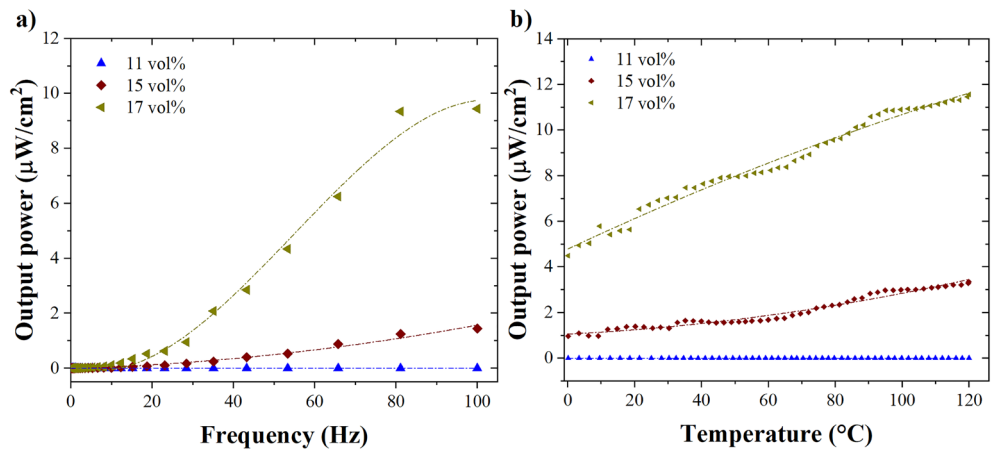 a)
Output power (μW/cm²)
12
10
8
6
4
2
0
11 vol%
15 vol%
17 vol%
0 20 40 60 80 100
Frequency (Hz)
b)
Output power (μW/cm²)
14
12
10
8
6
4
2
0
11 vol%
15 vol%
17 vol%
0 20 40 60 80 100 120
Temperature (°C)